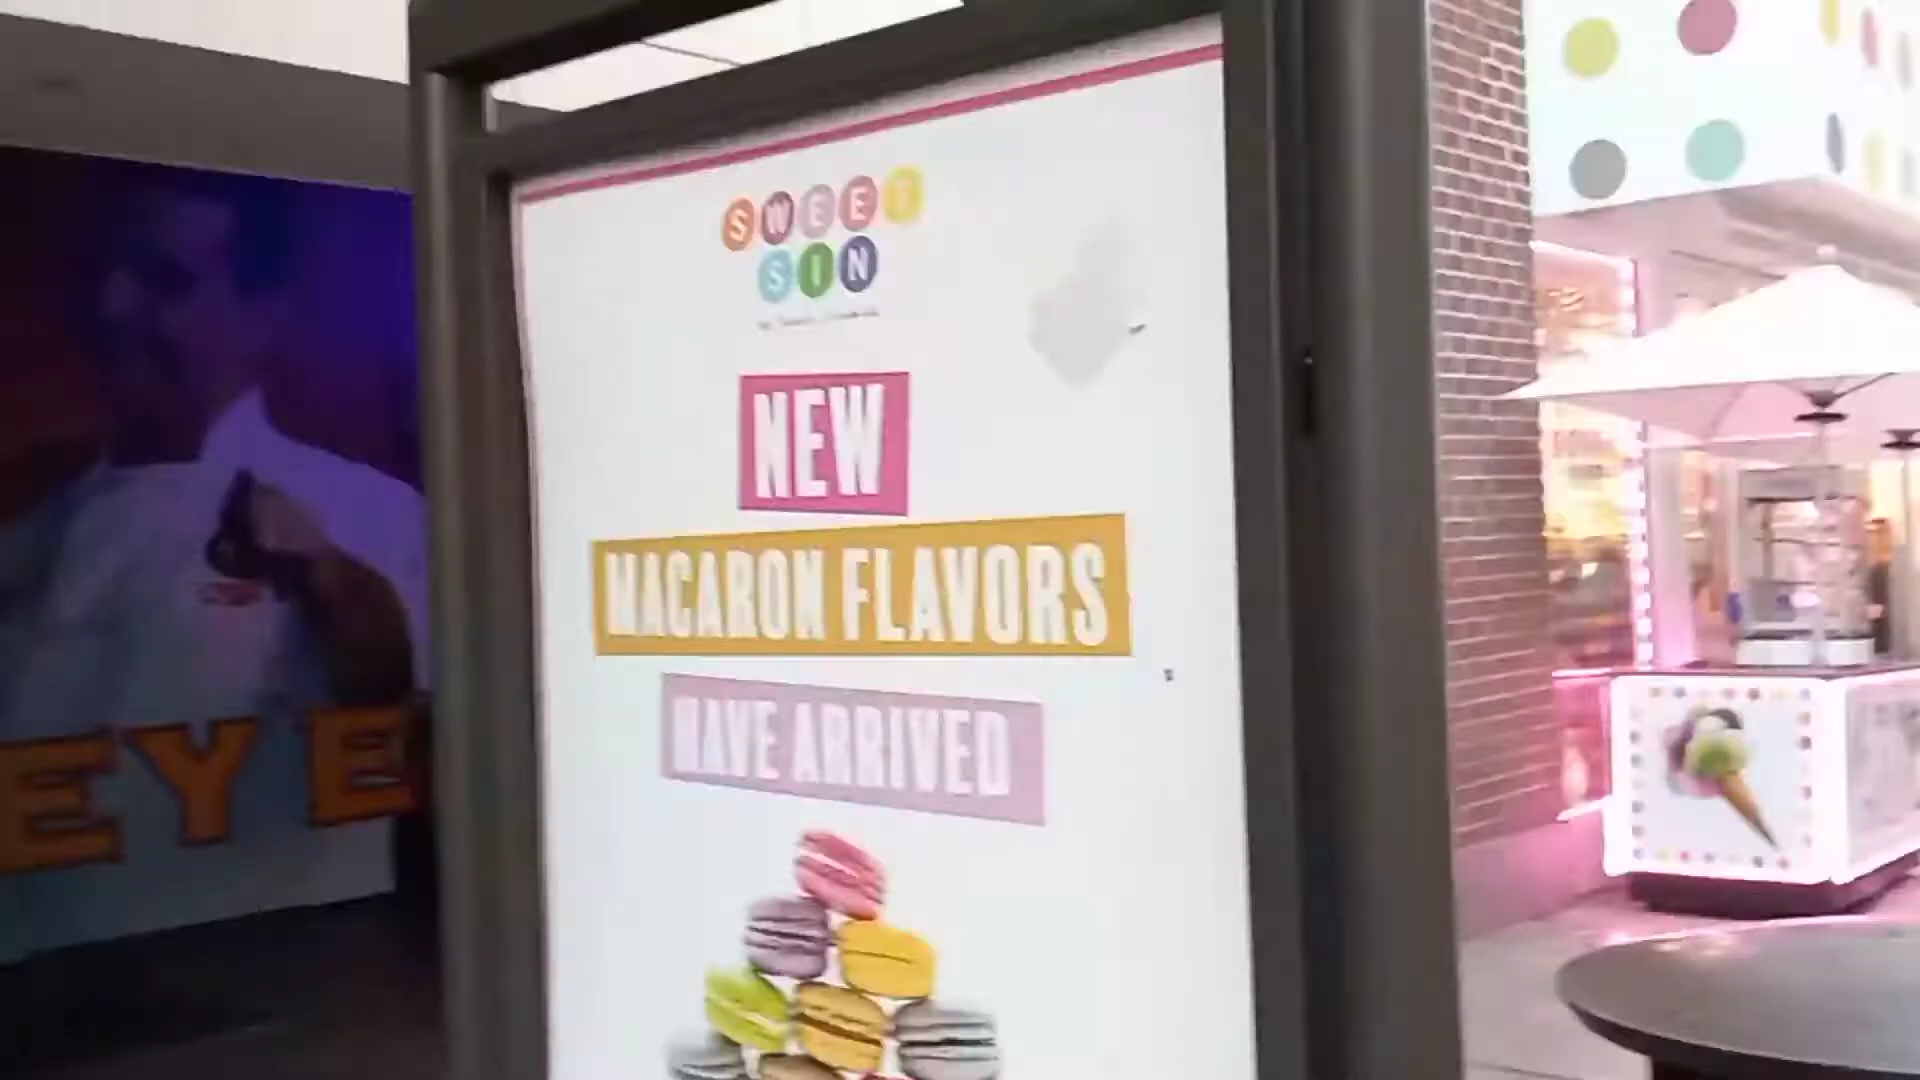 SWEET
SIN
NEW
MACARON FLAVORS
HAVE ARRIVED
EYE